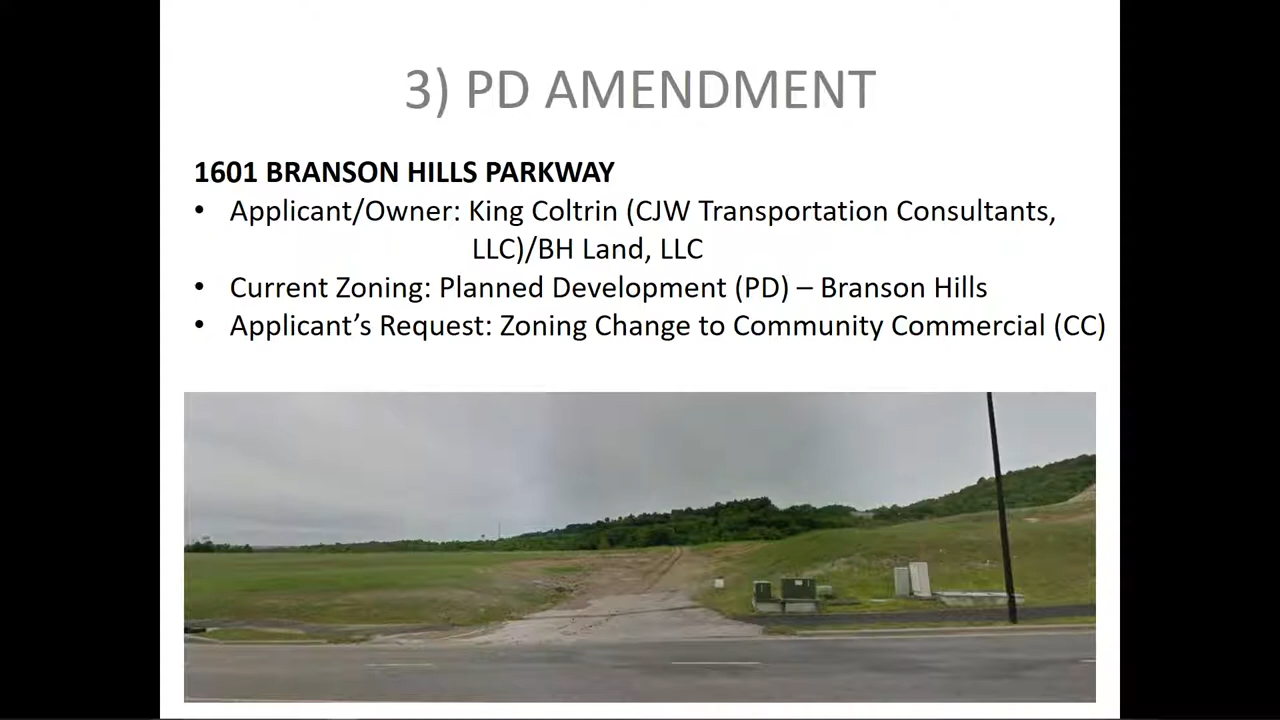 3) PD AMENDMENT
1601 BRANSON HILLS PARKWAY
• Applicant/Owner: King Coltrin (CJW Transportation Consultants,
LLC)/BH Land, LLC
• Current Zoning: Planned Development (PD) – Branson Hills
• Applicant’s Request: Zoning Change to Community Commercial (CC)